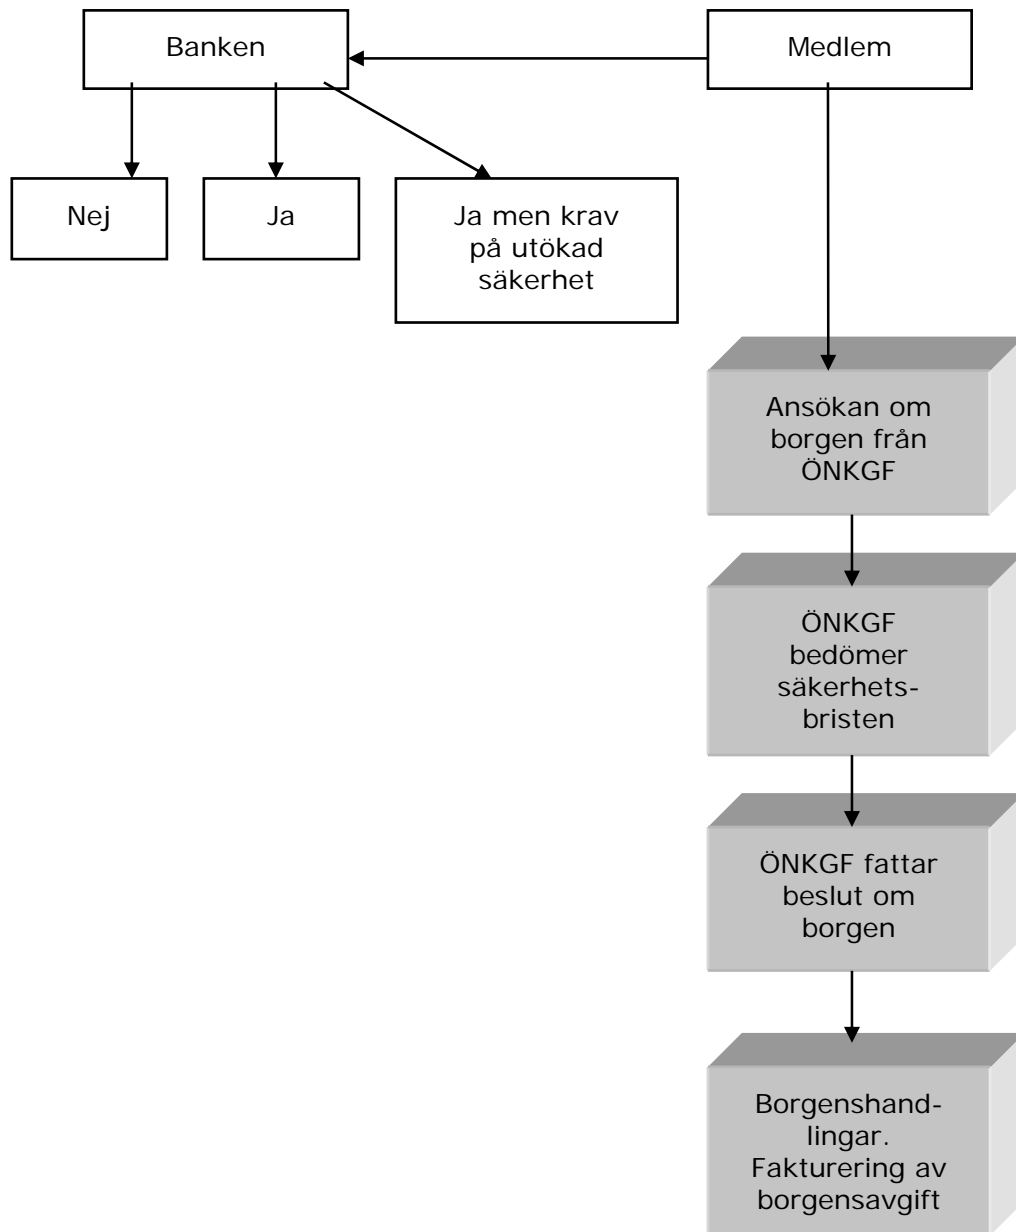 Banken
Medlem
Nej
Ja
Ja men krav
på utökad
säkerhet
Ansökan om
borgen från
ÖNKGF
ÖNKGF
bedömer
säkerhets-
bristen
ÖNKGF fattar
beslut om
borgen
Borgenshand-
lingar.
Fakturering av
borgensavgift